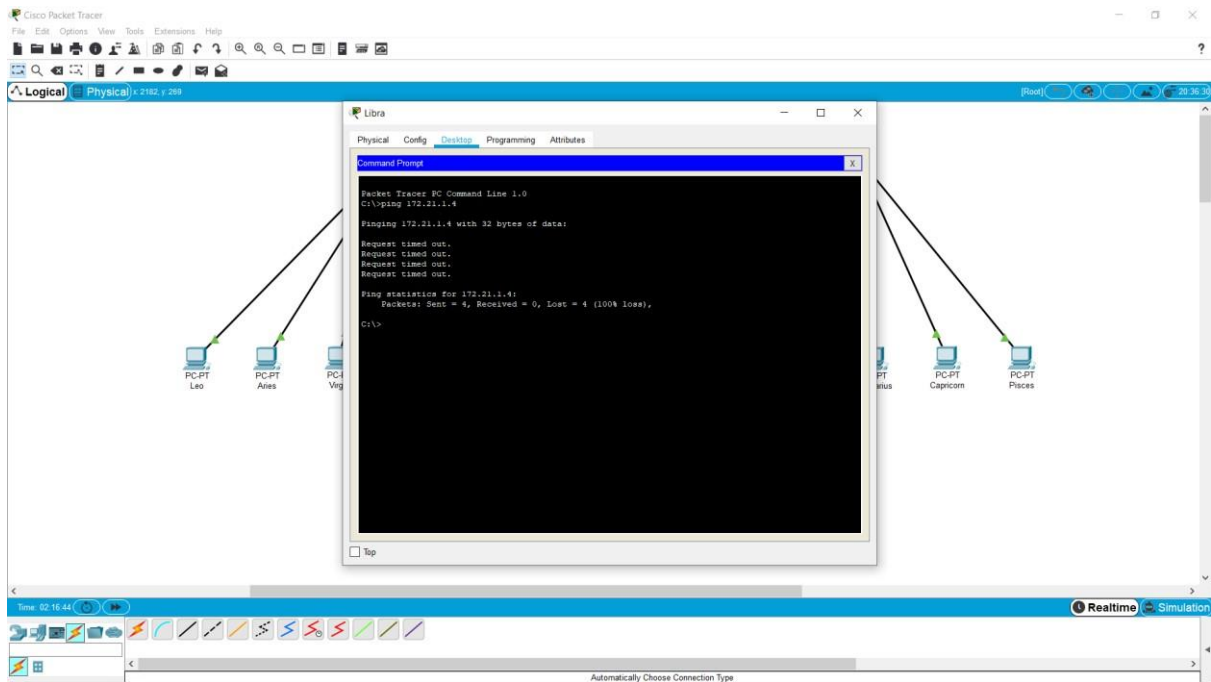 Cisco Packet Tracer
File Edit Options View Tools Extensions Help
?
Logical Physical x: 2182, y: 269 [Root] 20:36:30
Libra
Physical Config Desktop Programming Attributes
Command Prompt X
Packet Tracer PC Command Line 1.0
C:\>ping 172.21.1.4
Pinging 172.21.1.4 with 32 bytes of data:
Request timed out.
Request timed out.
Request timed out.
Request timed out.
Ping statistics for 172.21.1.4:
Packets: Sent = 4, Received = 0, Lost = 4 (100% loss),
C:\>
PC-PT PC-PT PC-P PT PC-PT PC-PT
Leo Aries Virg arius Capricorn Pisces
Top
Time: 02:16:44 Realtime Simulation
Automatically Choose Connection Type